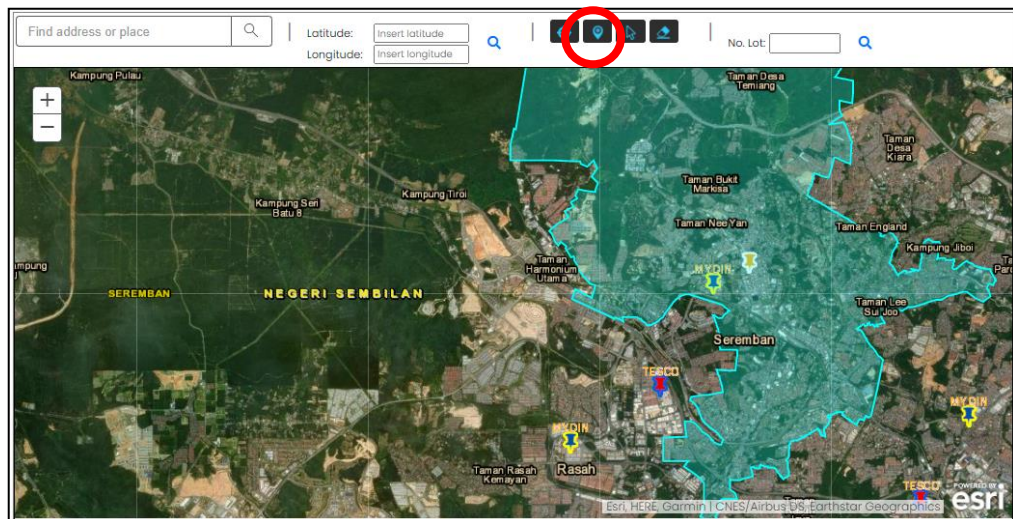 Find address or place
Latitude:
Insert latitude
Longitude:
Insert longitude
No. Lot:
Kampung Pulau
Taman Desa
Temiang
Taman
Desa
Kiara
Taman Bukit
Markisa
Kampung Tiroi
Kampung Seri
Batu 8
Taman Nee Yan
Taman England
Kampung Jiboi
Taman
Harmonium
Utama
MYDIN
SEREMBAN
NEGERI SEMBILAN
Taman Lee
Sui Joo
Seremban
TESCO
MYDIN
MYDIN
Taman Rasah
Kemayan
Rasah
TESCO
POWERED BY
esri
Esri, HERE, Garmin | CNES/Airbus DS, Earthstar Geographics